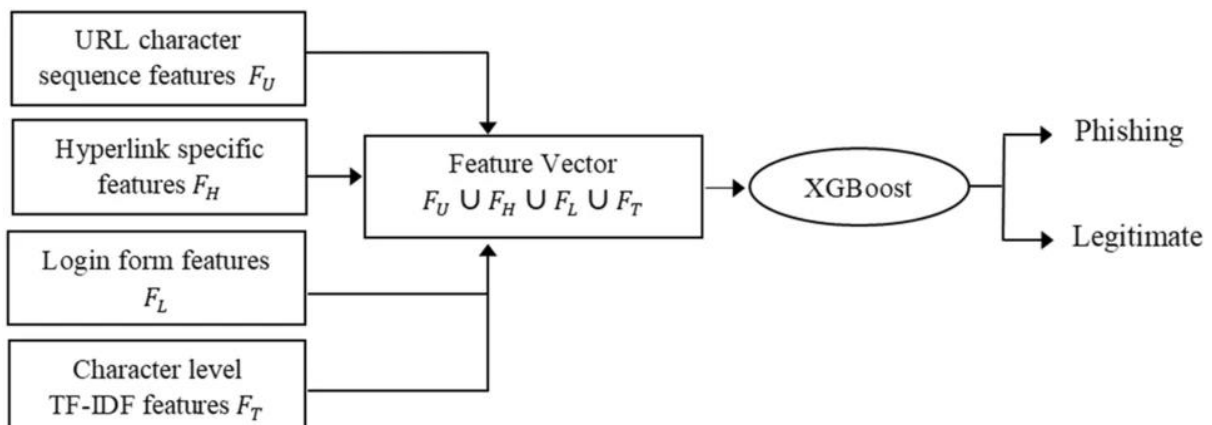 URL character
sequence features F_U
Hyperlink specific
features F_H
Login form features
F_L
Character level
TF-IDF features F_T
Feature Vector
F_U ∪ F_H ∪ F_L ∪ F_T
XGBoost
Phishing
Legitimate